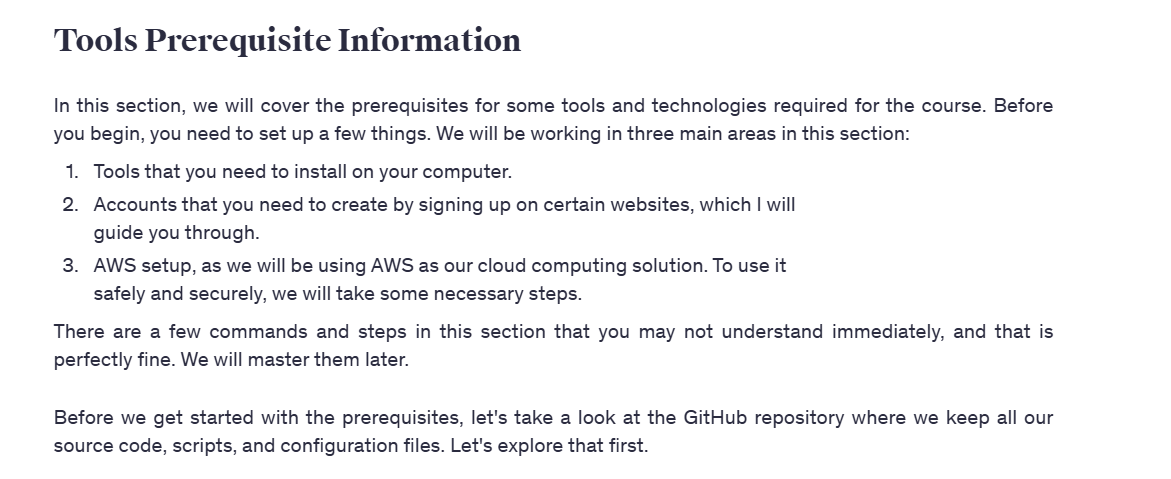 Tools Prerequisite Information
In this section, we will cover the prerequisites for some tools and technologies required for the course. Before
you begin, you need to set up a few things. We will be working in three main areas in this section:
1. Tools that you need to install on your computer.
2. Accounts that you need to create by signing up on certain websites, which I will
guide you through.
3. AWS setup, as we will be using AWS as our cloud computing solution. To use it
safely and securely, we will take some necessary steps.
There are a few commands and steps in this section that you may not understand immediately, and that is
perfectly fine. We will master them later.
Before we get started with the prerequisites, let's take a look at the GitHub repository where we keep all our
source code, scripts, and configuration files. Let's explore that first.